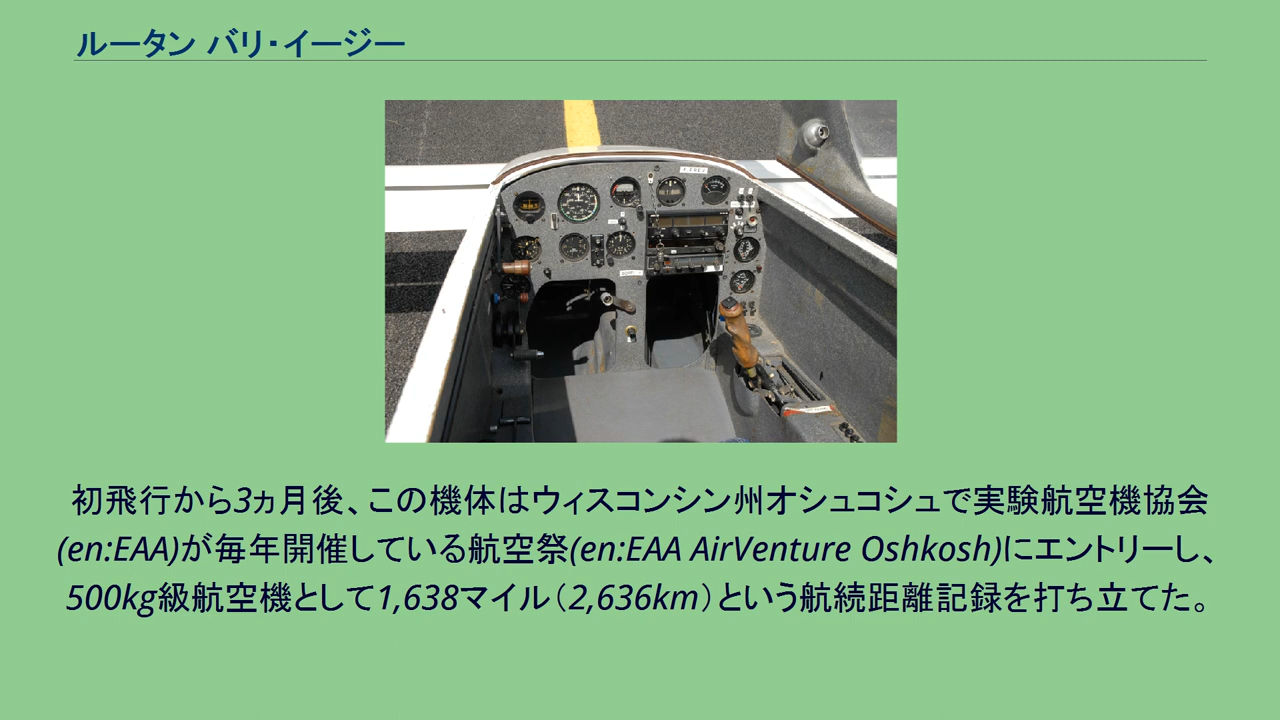 ルータン バリ・イージー
初飛行から3ヵ月後、この機体はウィスコンシン州オシュコシュで実験航空機協会
(en:EAA)が毎年開催している航空祭(en:EAA AirVenture Oshkosh)にエントリーし、
500kg級航空機として1,638マイル（2,636km）という航続距離記録を打ち立てた。